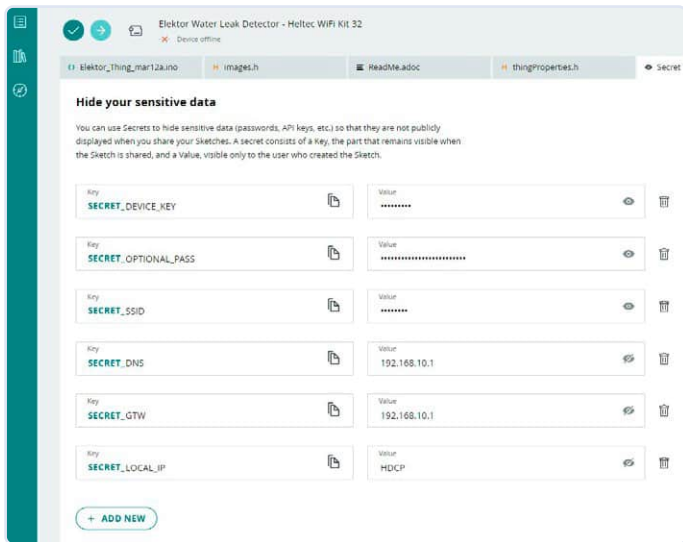 Elektor Water Leak Detector - Heltec WiFi Kit 32
Device offline
Elektor_Thing_mar12a.ino
H images.h
ReadMe.adoc
H thingProperties.h
Secret
Hide your sensitive data
You can use Secrets to hide sensitive data (passwords, API keys, etc.) so that they are not publicly
displayed when you share your Sketches. A secret consists of a Key, the part that remains visible when
the Sketch is shared, and a Value, visible only to the user who created the Sketch.
Key
SECRET_DEVICE_KEY
Value
•••••••••
Key
SECRET_OPTIONAL_PASS
Value
•••••••••••••••••••••••••
Key
SECRET_SSID
Value
••••••••
Key
SECRET_DNS
Value
192.168.10.1
Key
SECRET_GTW
Value
192.168.10.1
Key
SECRET_LOCAL_IP
Value
HDCP
+ ADD NEW